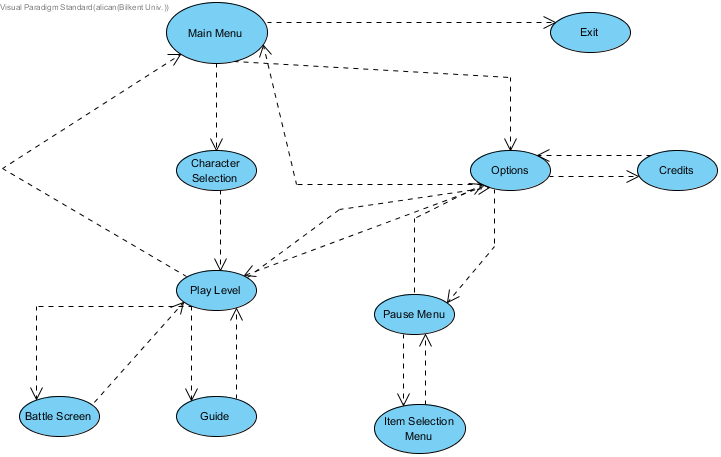 Visual Paradigm Standard(alican(Bilkent Univ.))
Main Menu
Exit
Character
Selection
Options
Credits
Play Level
Pause Menu
Battle Screen
Guide
Item Selection
Menu